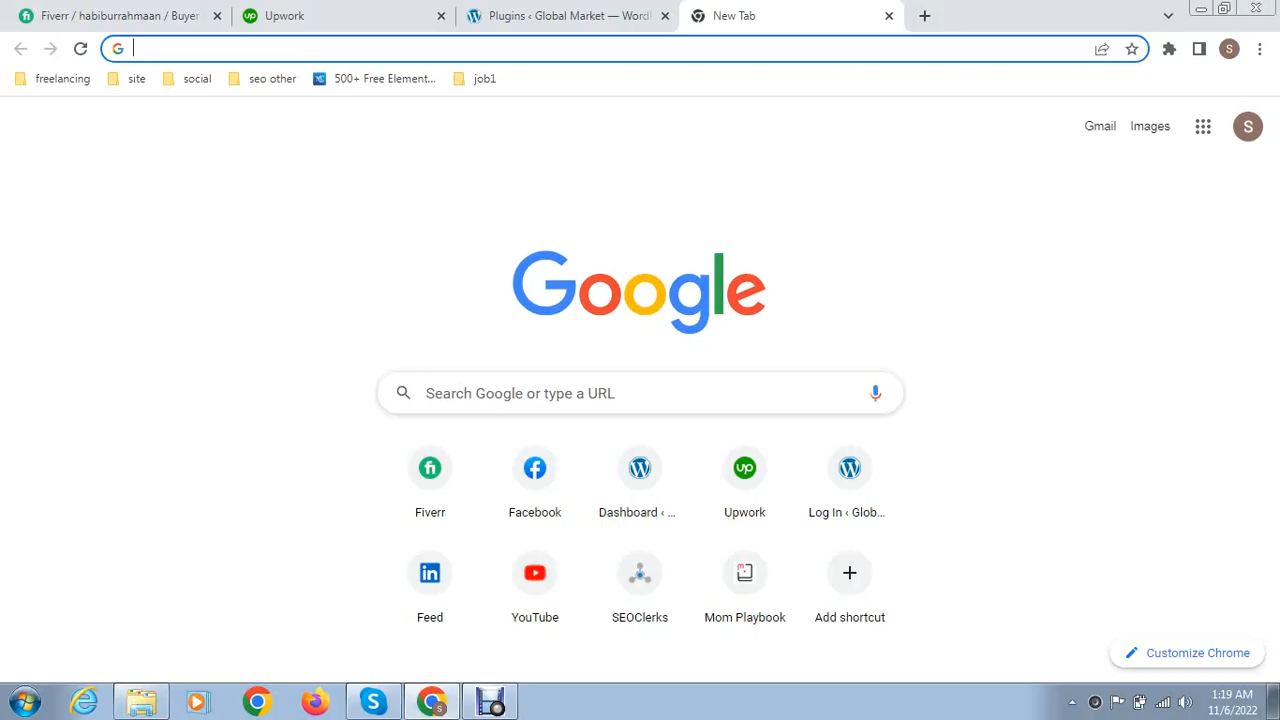 Fiverr / habiburrahmaan / Buyer
Upwork
Plugins ‹ Global Market — Word
New Tab
freelancing
site
social
seo other
500+ Free Element...
job1
Gmail
Images
S
Google
Search Google or type a URL
Fiverr
Facebook
Dashboard ‹ ...
Upwork
Log In ‹ Glob...
Feed
YouTube
SEOClerks
Mom Playbook
Add shortcut
Customize Chrome
1:19 AM
11/6/2022